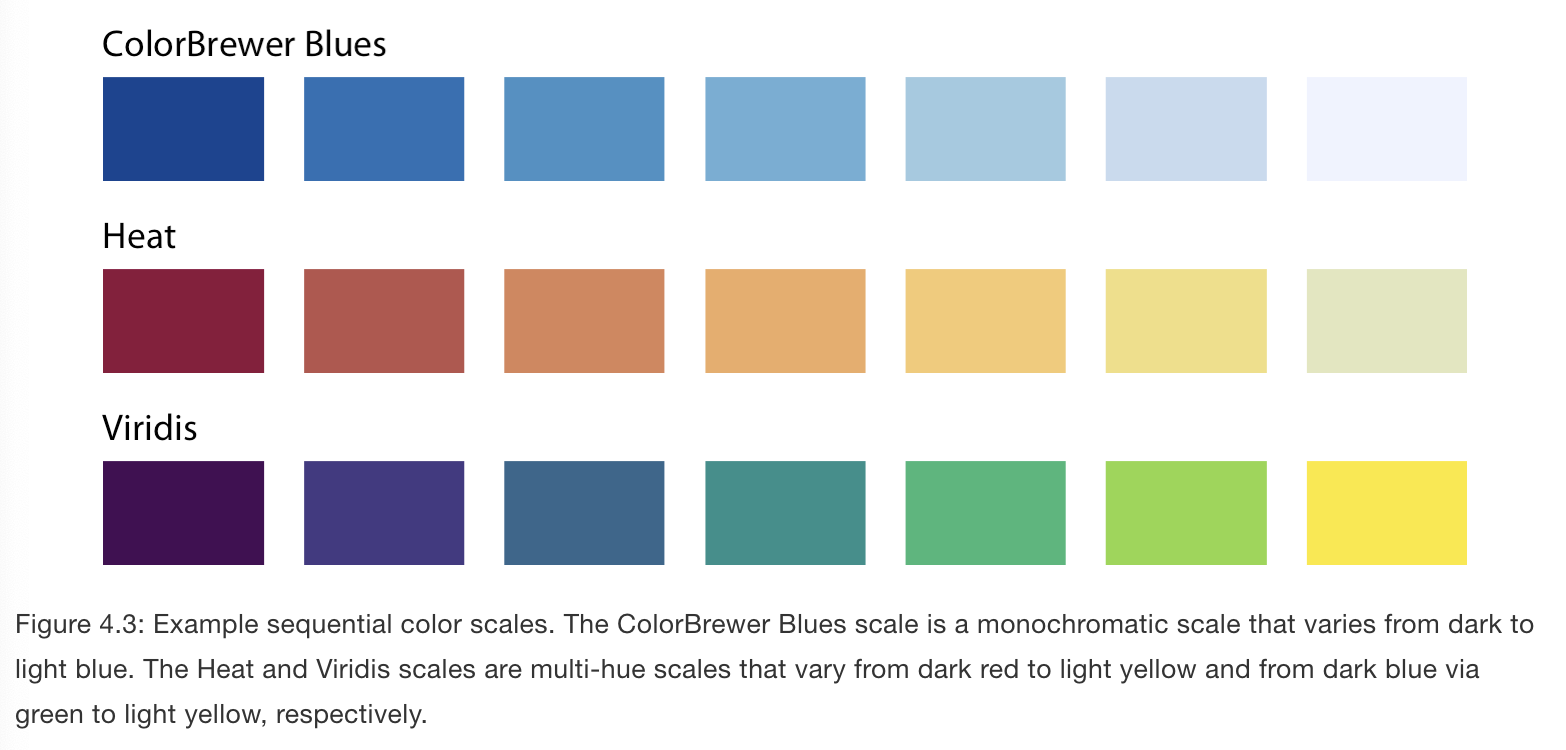 ColorBrewer Blues
Heat
Viridis
Figure 4.3: Example sequential color scales. The ColorBrewer Blues scale is a monochromatic scale that varies from dark to
light blue. The Heat and Viridis scales are multi-hue scales that vary from dark red to light yellow and from dark blue via
green to light yellow, respectively.